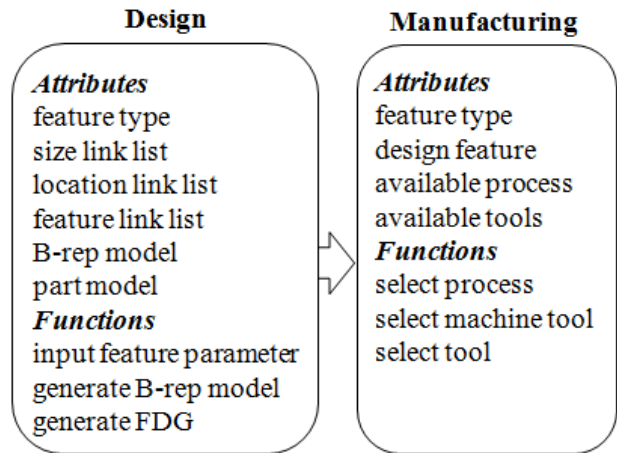 Design
Attributes
feature type
size link list
location link list
feature link list
B-rep model
part model
Functions
input feature parameter
generate B-rep model
generate FDG
Manufacturing
Attributes
feature type
design feature
available process
available tools
Functions
select process
select machine tool
select tool